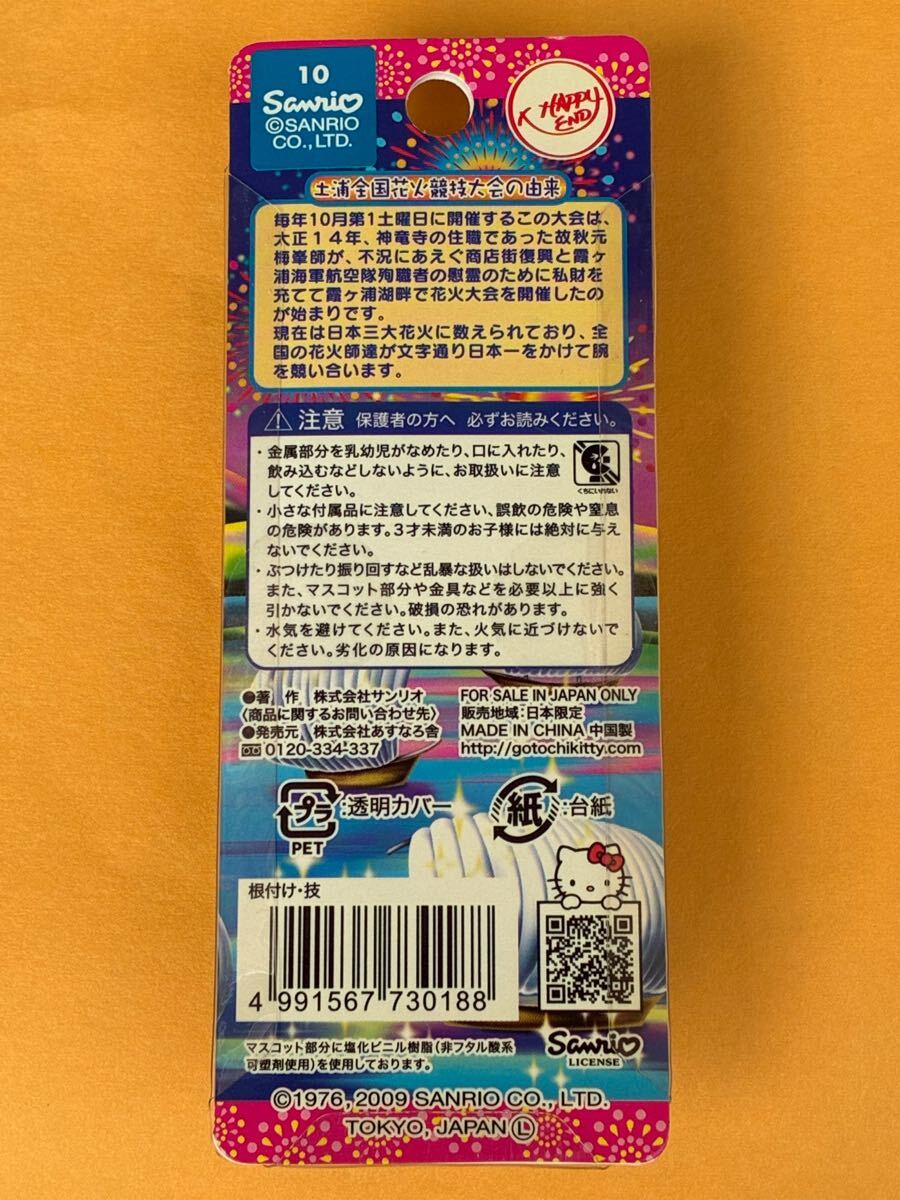 10
Sanrio
©SANRIO
CO.,LTD.
HAPPY
END
土浦全国花火競技大会の由来
毎年10月第1土曜日に開催するこの大会は、
大正14年、神竜寺の住職であった故秋元
梅峯師が、不況にあえぐ商店街復興と霞ヶ
浦海軍航空隊殉職者の慰霊のために私財を
充てて霞ヶ浦湖畔で花火大会を開催したの
が始まりです。
現在は日本三大花火に数えられており、全
国の花火師達が文字通り日本一をかけて腕
を競い合います。
注意 保護者の方へ 必ずお読みください。
・金属部分を乳幼児がなめたり、口に入れたり、
飲み込むなどしないように、お取扱いに注意
してください。
くちにいれない
・小さな付属品に注意してください、誤飲の危険や窒息
の危険があります。3才未満のお子様には絶対に与え
ないでください。
・ぶつけたり振り回すなど乱暴な扱いはしないでください。
また、マスコット部分や金具などを必要以上に強く
引かないでください。破損の恐れがあります。
・水気を避けてください。また、火気に近づけないで
ください。劣化の原因になります。
●著 作 株式会社サンリオ
〈商品に関するお問い合わせ先〉
●発売元 株式会社あすなろ舎
0120-334-337
FOR SALE IN JAPAN ONLY
販売地域:日本限定
MADE IN CHINA 中国製
http://gotochikitty.com
プラ:透明カバー
PET
紙:台紙
根付け・技
4 991567 730188
マスコット部分に塩化ビニル樹脂(非フタル酸系
可塑剤使用)を使用しております。
Sanrio
LICENSE
©1976, 2009 SANRIO CO., LTD.
TOKYO, JAPAN Ⓛ